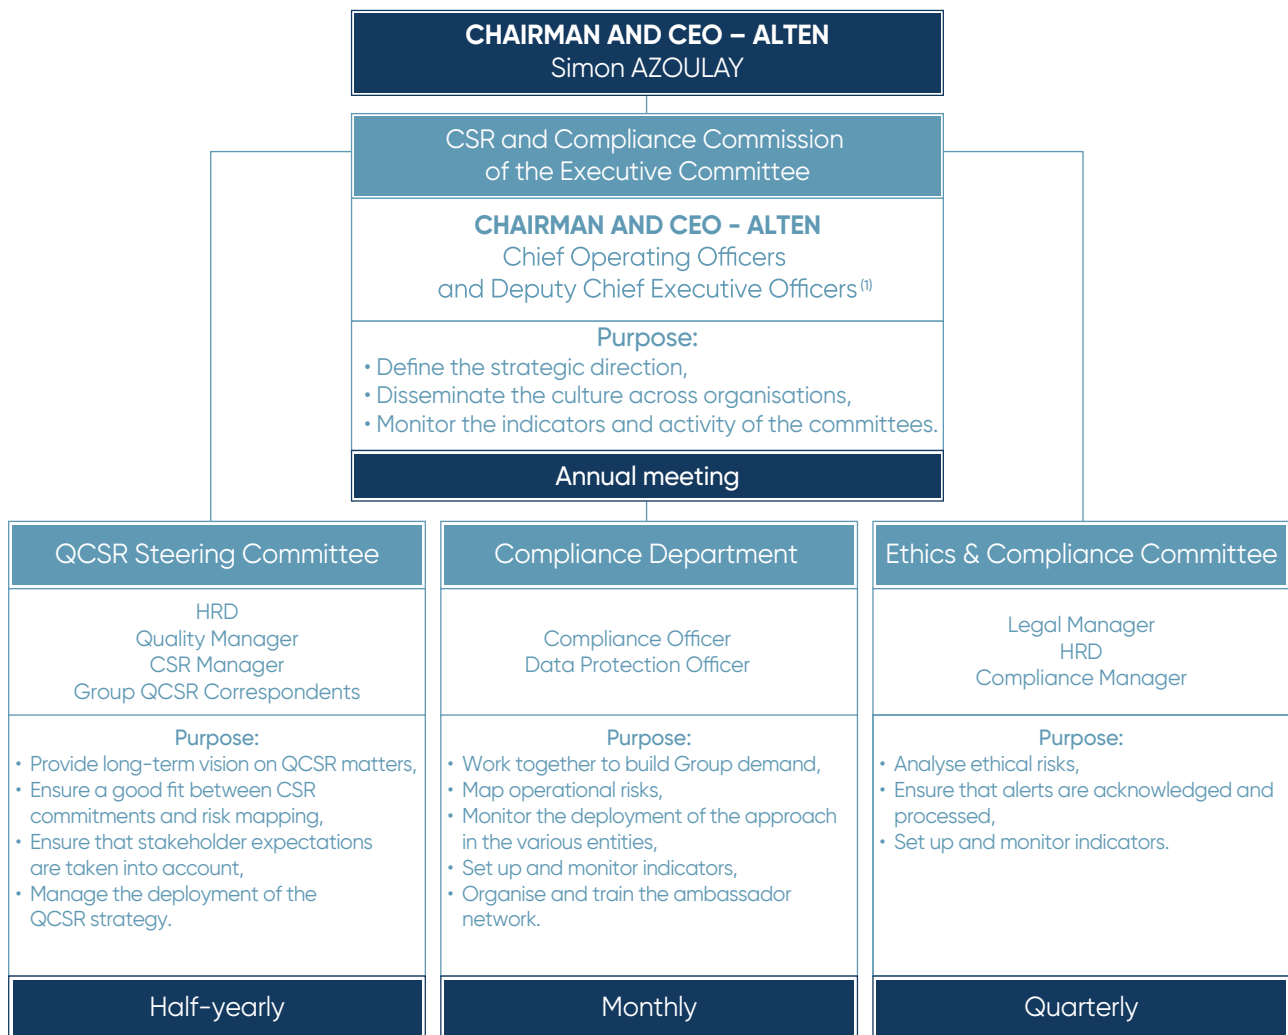 CHAIRMAN AND CEO – ALTEN
Simon AZOULAY
CSR and Compliance Commission
of the Executive Committee
CHAIRMAN AND CEO - ALTEN
Chief Operating Officers
and Deputy Chief Executive Officers (1)
Purpose:
• Define the strategic direction,
• Disseminate the culture across organisations,
• Monitor the indicators and activity of the committees.
Annual meeting
QCSR Steering Committee
HRD
Quality Manager
CSR Manager
Group QCSR Correspondents
Purpose:
• Provide long-term vision on QCSR matters,
• Ensure a good fit between CSR
commitments and risk mapping,
• Ensure that stakeholder expectations
are taken into account,
• Manage the deployment of the
QCSR strategy.
Half-yearly
Compliance Department
Compliance Officer
Data Protection Officer
Purpose:
• Work together to build Group demand,
• Map operational risks,
• Monitor the deployment of the approach
in the various entities,
• Set up and monitor indicators,
• Organise and train the ambassador
network.
Monthly
Ethics & Compliance Committee
Legal Manager
HRD
Compliance Manager
Purpose:
• Analyse ethical risks,
• Ensure that alerts are acknowledged and
processed,
• Set up and monitor indicators.
Quarterly